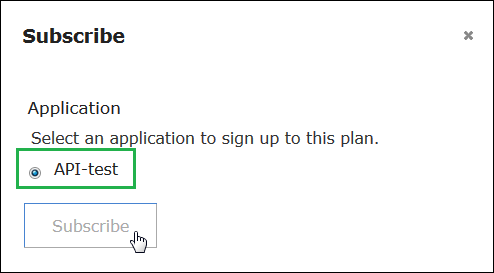 Subscribe
Application
Select an application to sign up to this plan.
API-test
Subscribe